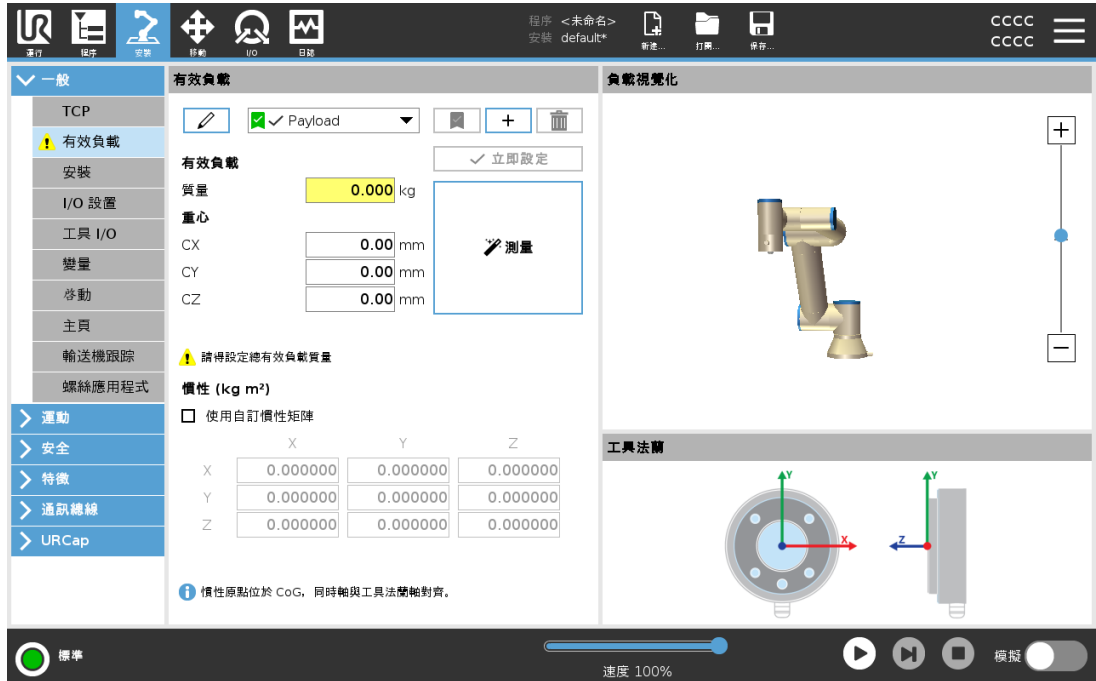 UR
運行 程序 安裝 移動 I/O 日誌
程序 <未命名>
安裝 default*
新建... 打開... 保存...
CCCC
CCCC
一般
TCP
有效負載
安裝
I/O 設置
工具 I/O
變量
啓動
主頁
輸送機跟踪
螺絲應用程式
運動
安全
特徵
通訊總線
URCap
有效負載
Payload
有效負載
立即設定
質量 0.000 kg
重心
CX 0.00 mm
CY 0.00 mm
CZ 0.00 mm
測量
請得設定總有效負載質量
慣性 (kg m²)
使用自訂慣性矩陣
X Y Z
X 0.000000 0.000000 0.000000
Y 0.000000 0.000000 0.000000
Z 0.000000 0.000000 0.000000
慣性原點位於 CoG，同時軸與工具法蘭軸對齊。
負載視覺化
工具法蘭
Y
X
Y
Z
標準
速度 100%
模擬